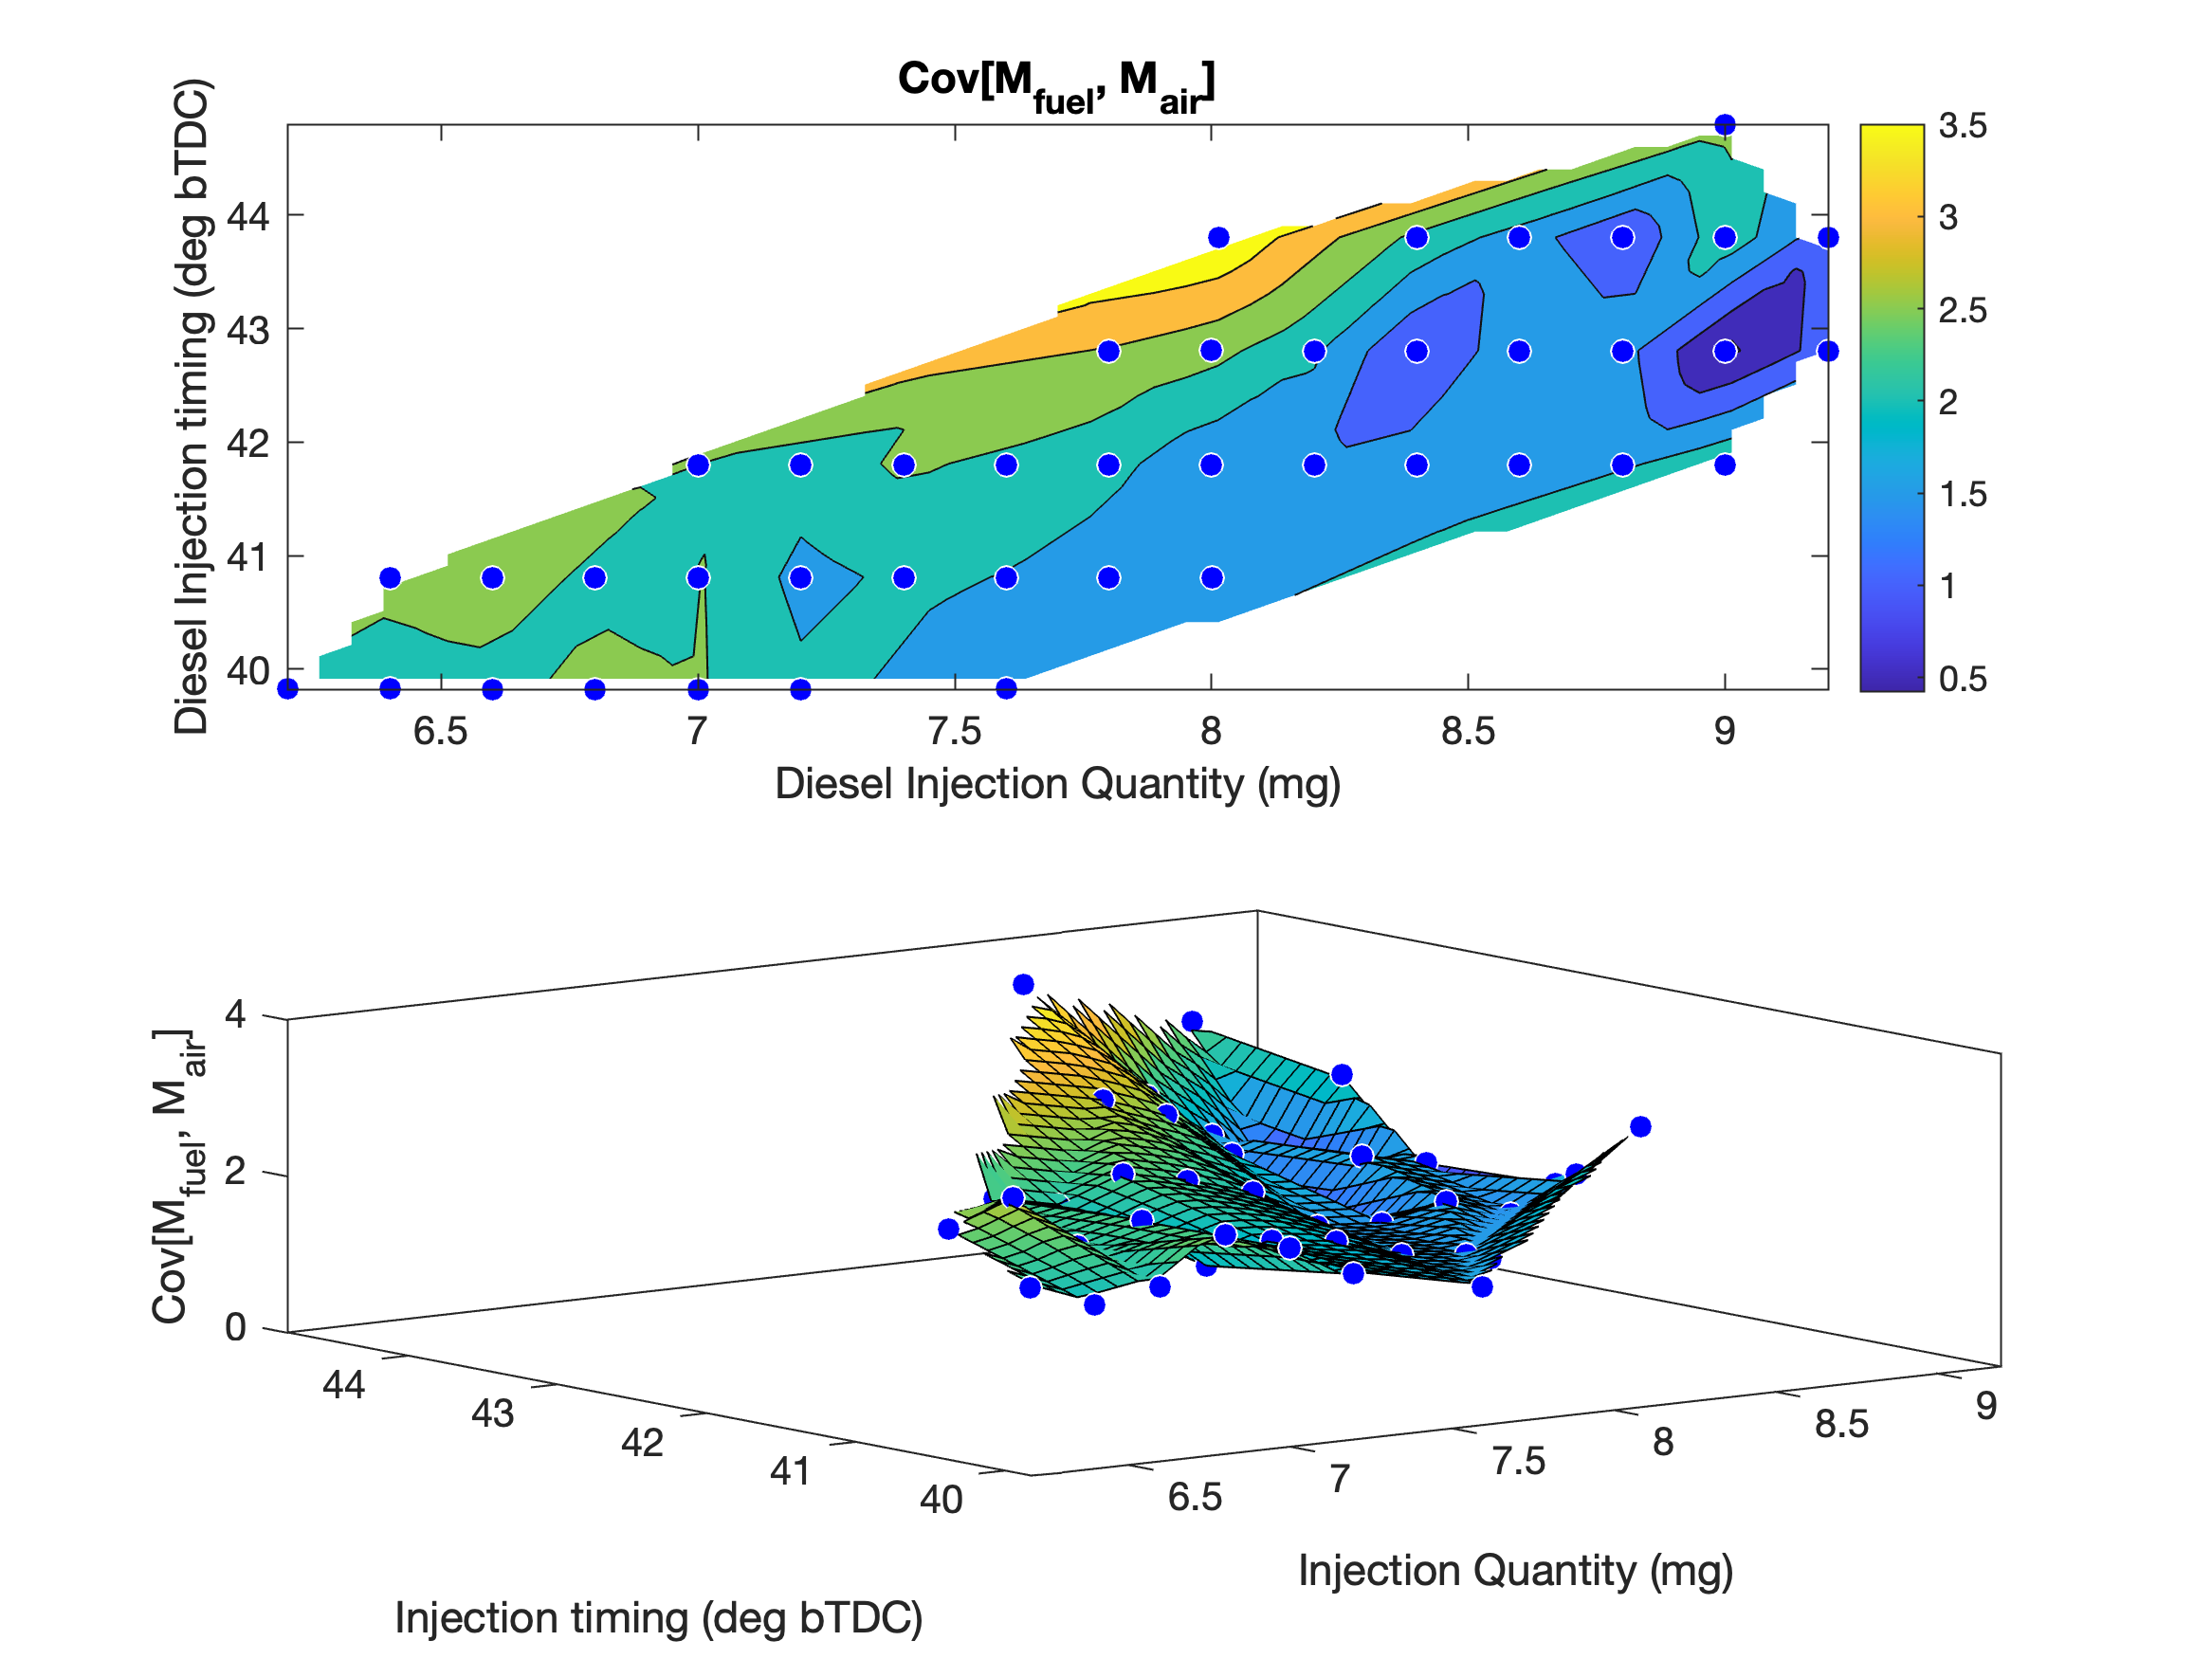 Cov[M_fuel, M_air]
Diesel Injection timing (deg bTDC)
44
43
42
41
40
6.5 7 7.5 8 8.5 9
Diesel Injection Quantity (mg)
3.5
3
2.5
2
1.5
1
0.5
Cov[M_fuel, M_air]
4
2
0
44 43 42 41 40
6.5 7 7.5 8 8.5 9
Injection Quantity (mg)
Injection timing (deg bTDC)